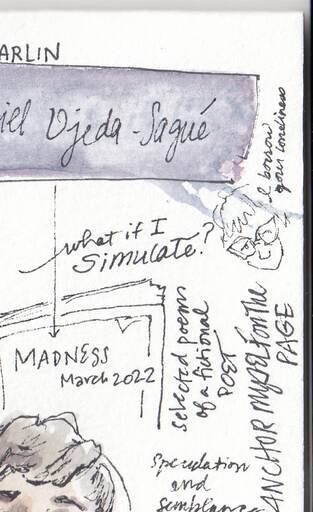 ARLIN
iel Ojeda-Sagué
I borrow
your loneliness
what if I
Simulate?
MADNESS
March 2022
selected poems
of a fictional
POET
ANCHOR myself on the
PAGE
speculation
and
semblance